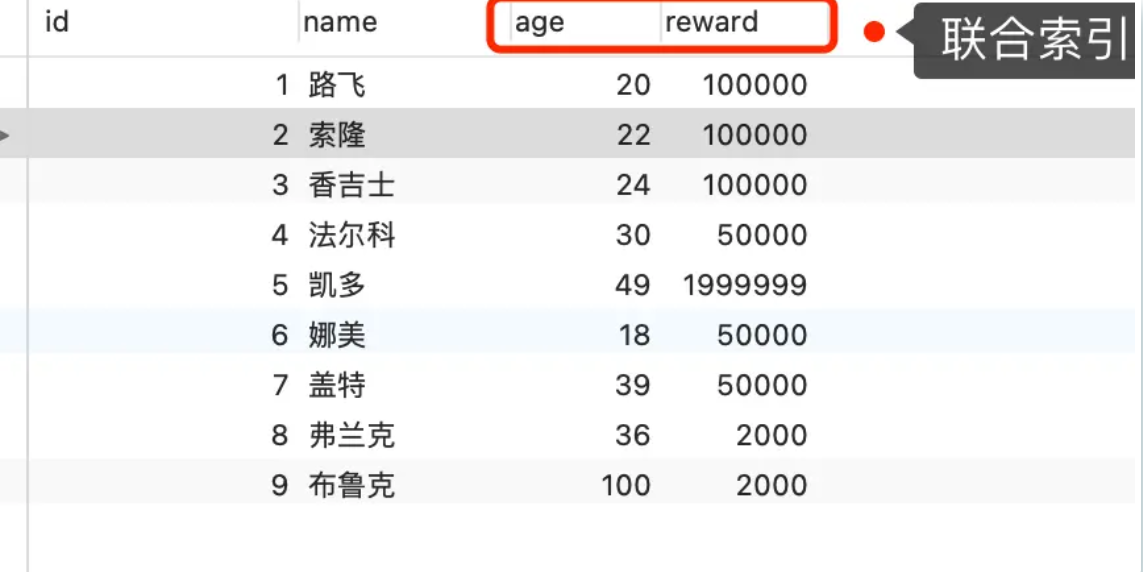 id name age reward 联合索引
1 路飞 20 100000
2 索隆 22 100000
3 香吉士 24 100000
4 法尔科 30 50000
5 凯多 49 1999999
6 娜美 18 50000
7 盖特 39 50000
8 弗兰克 36 2000
9 布鲁克 100 2000